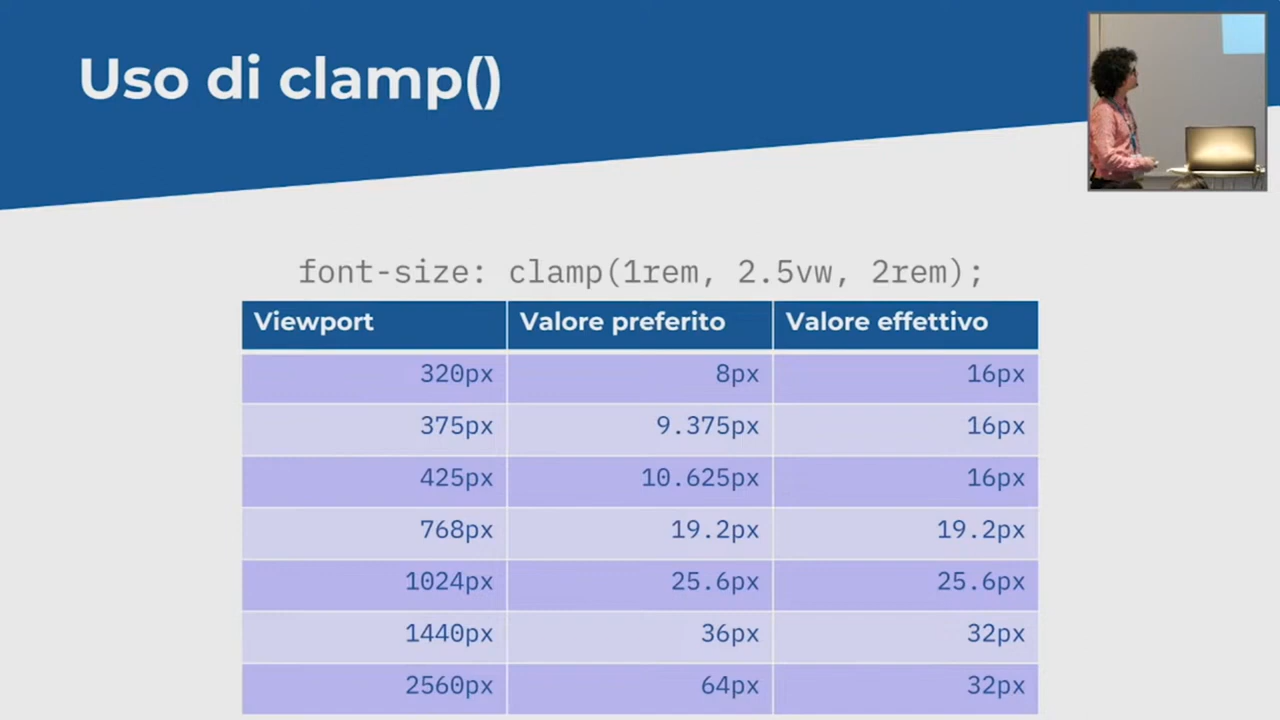 Uso di clamp()
font-size: clamp(1rem, 2.5vw, 2rem);
Viewport Valore preferito Valore effettivo
320px 8px 16px
375px 9.375px 16px
425px 10.625px 16px
768px 19.2px 19.2px
1024px 25.6px 25.6px
1440px 36px 32px
2560px 64px 32px